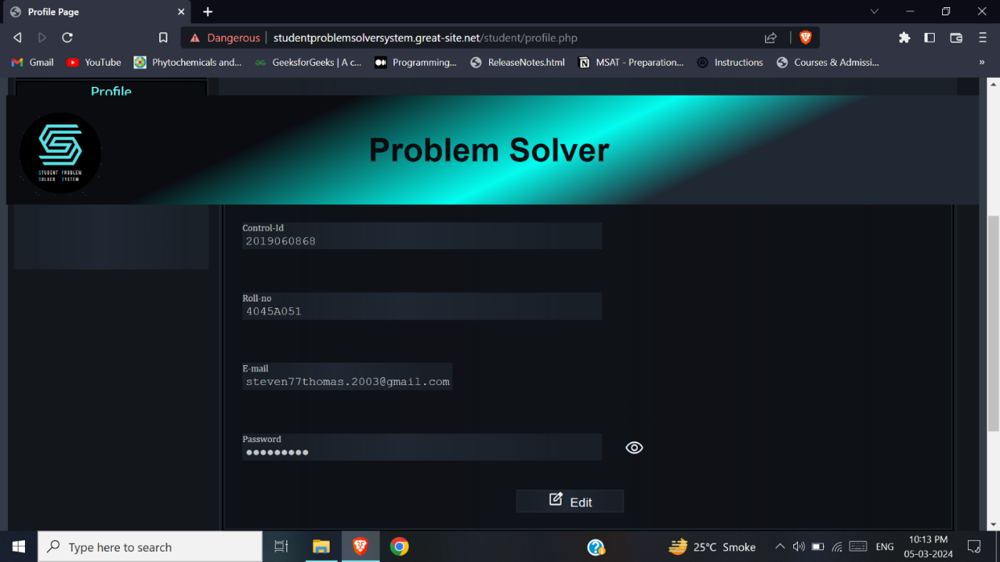 Profile Page
Dangerous
studentproblemsolversystem.great-site.net/student/profile.php
Gmail
YouTube
Phytochemicals and...
GeeksforGeeks | A c...
Programming...
ReleaseNotes.html
MSAT - Preparation...
Instructions
Courses & Admissi...
»
Profile
STUDENT PROBLEM
SOLVER SYSTEM
Problem Solver
Control-Id
2019060868
Roll-no
4045A051
E-mail
steven77thomas.2003@gmail.com
Password
●●●●●●●●●
Edit
Type here to search
25°C Smoke
ENG
10:13 PM
05-03-2024